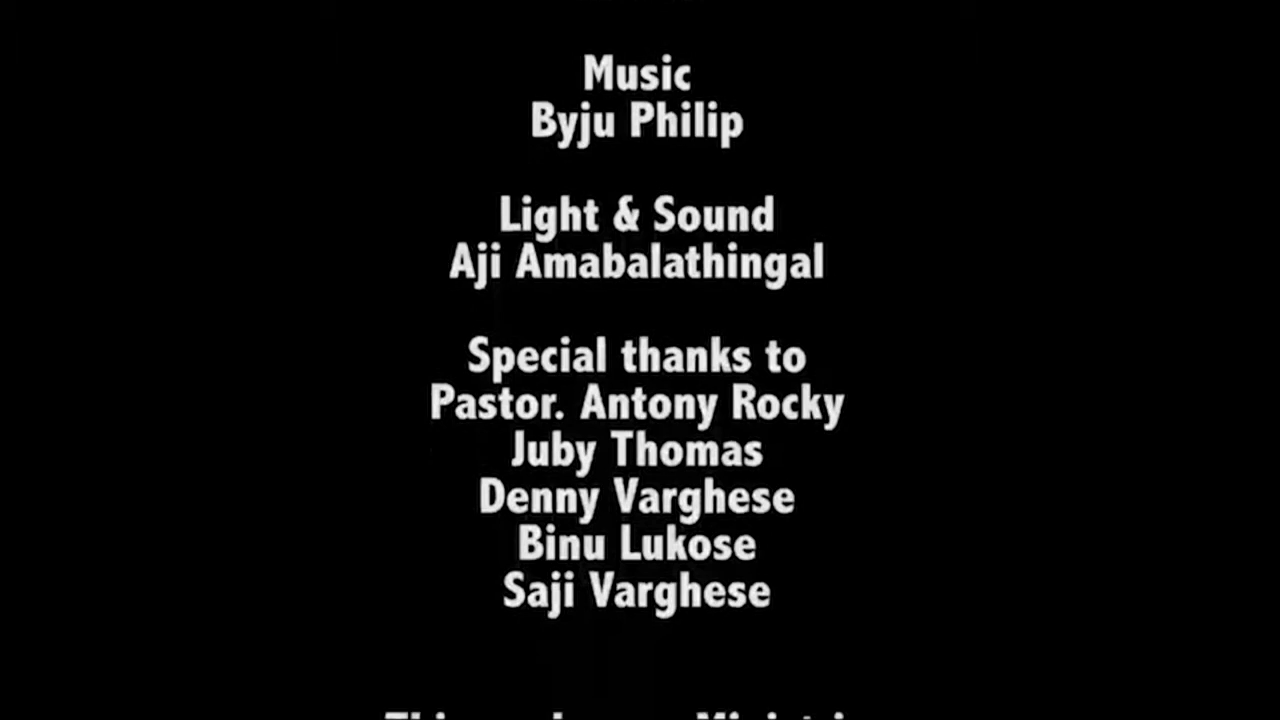 Music
Byju Philip
Light & Sound
Aji Amabalathingal
Special thanks to
Pastor. Antony Rocky
Juby Thomas
Denny Varghese
Binu Lukose
Saji Varghese